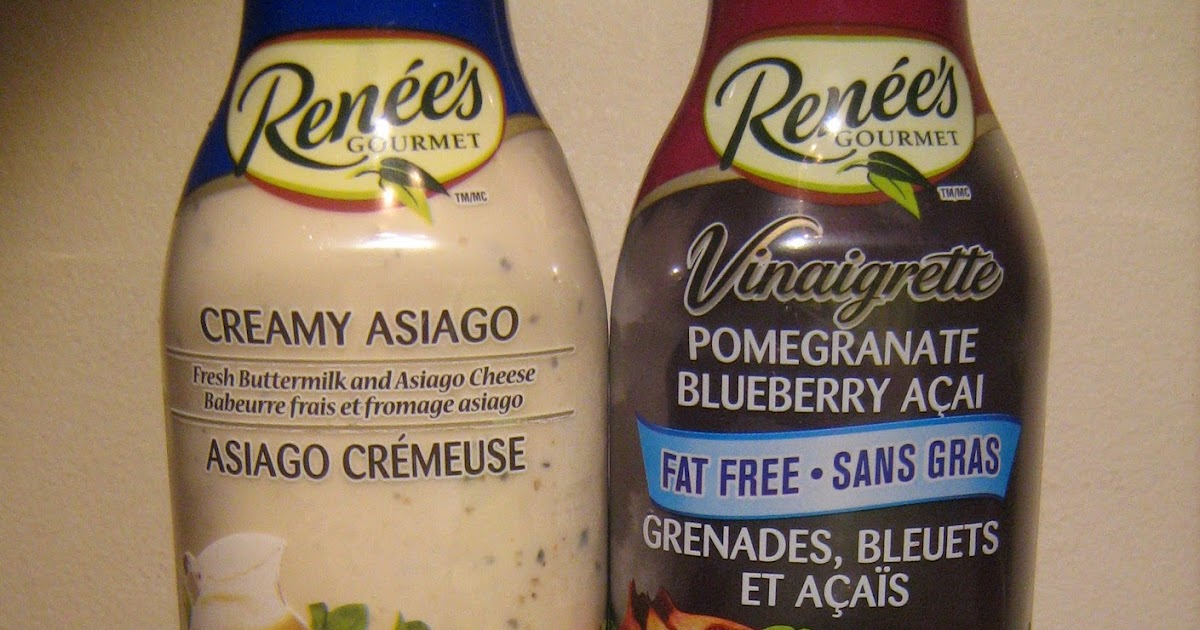 Renée's
GOURMET
TM/MC
CREAMY ASIAGO
Fresh Buttermilk and Asiago Cheese
Babeurre frais et fromage asiago
ASIAGO CRÉMEUSE
Renée's
GOURMET
TM/MC
Vinaigrette
POMEGRANATE
BLUEBERRY AÇAI
FAT FREE • SANS GRAS
GRENADES, BLEUETS
ET AÇAÏS